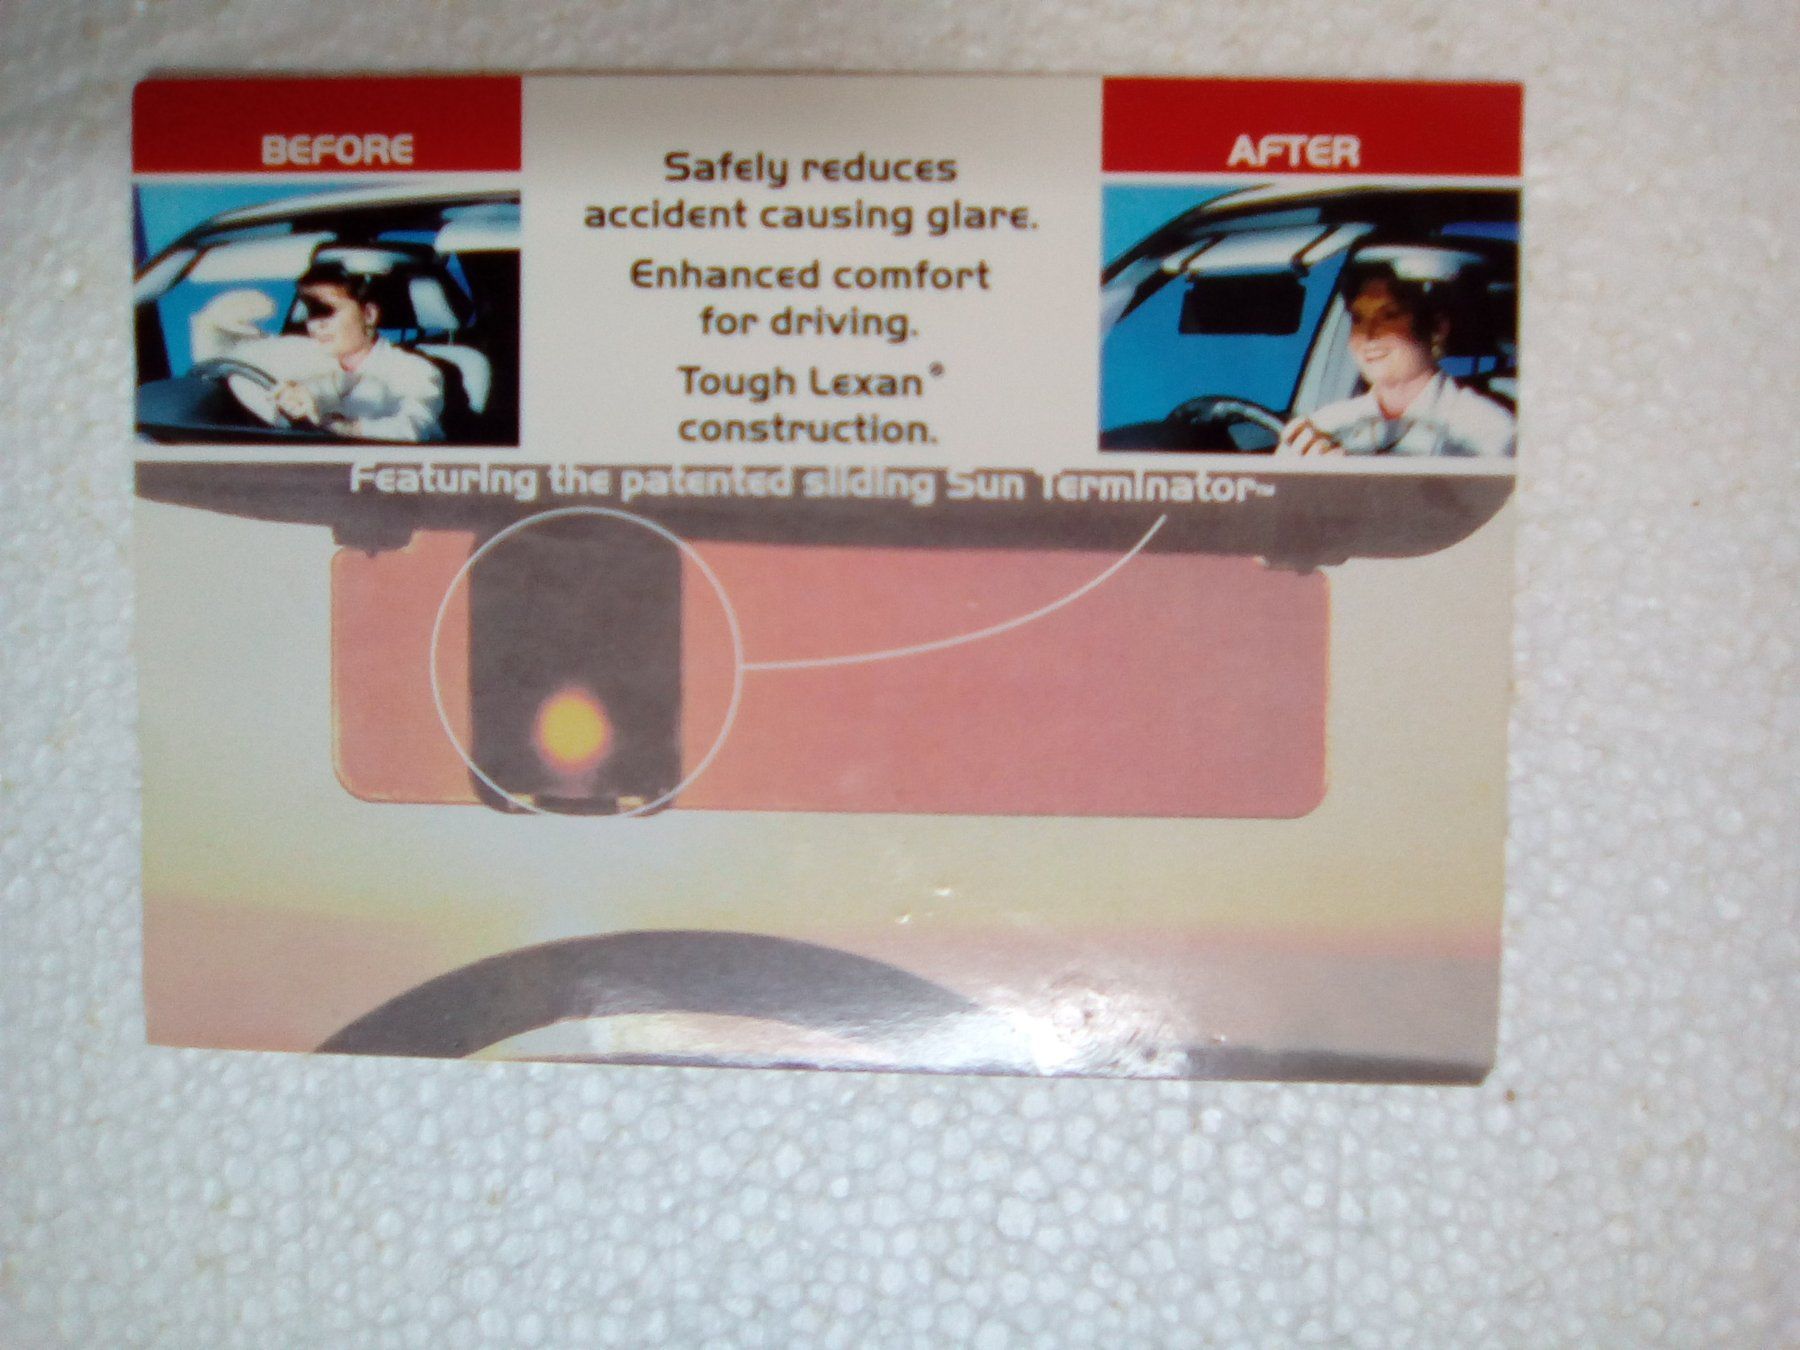 BEFORE
AFTER
Safely reduces
accident causing glare.
Enhanced comfort
for driving.
Tough Lexan®
construction.
Featuring the patented sliding Sun Terminator™